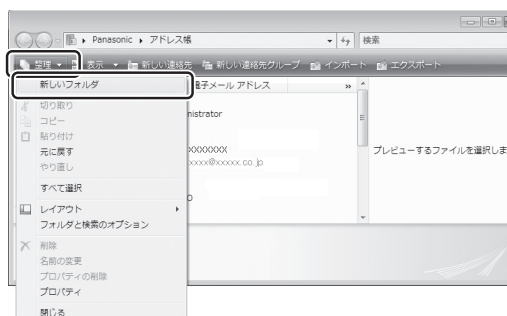 Panasonic ▸ アドレス帳
検索
整理 表示 新しい連絡先 新しい連絡先グループ インポート エクスポート
新しいフォルダ
電子メール アドレス »
切り取り
nistrator
コピー
貼り付け
元に戻す
XXXXXXX
プレビューするファイルを選択しま
やり直し
xxxx@xxxxx.co.jp
すべて選択
レイアウト
フォルダと検索のオプション
削除
名前の変更
プロパティの削除
プロパティ
閉じる